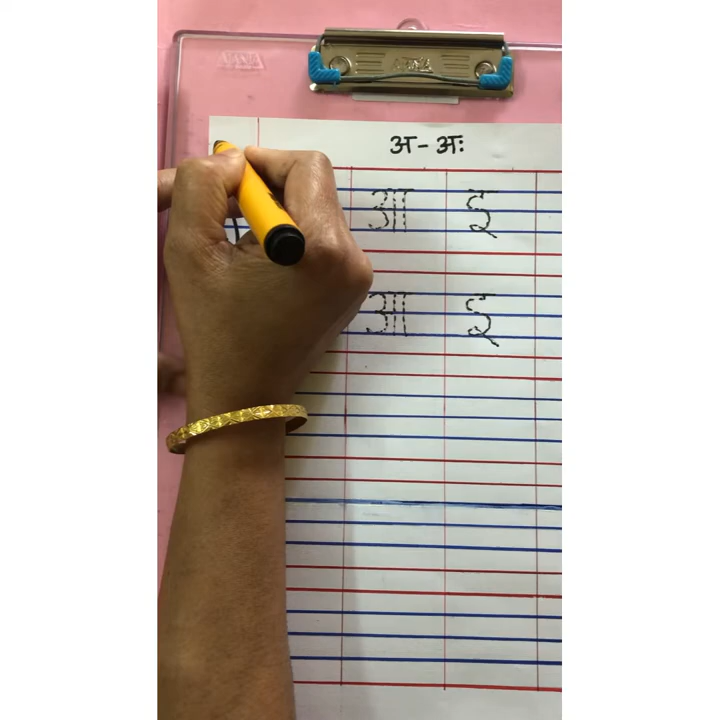 अ - अः
आ इ
आ इ